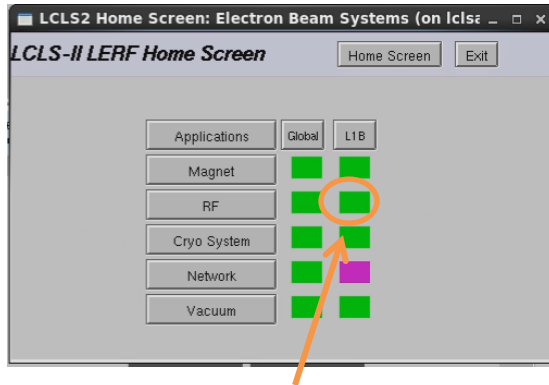 LCLS2 Home Screen: Electron Beam Systems (on lclsa
LCLS-II LERF Home Screen Home Screen Exit
Applications Global L1B
Magnet
RF
Cryo System
Network
Vacuum